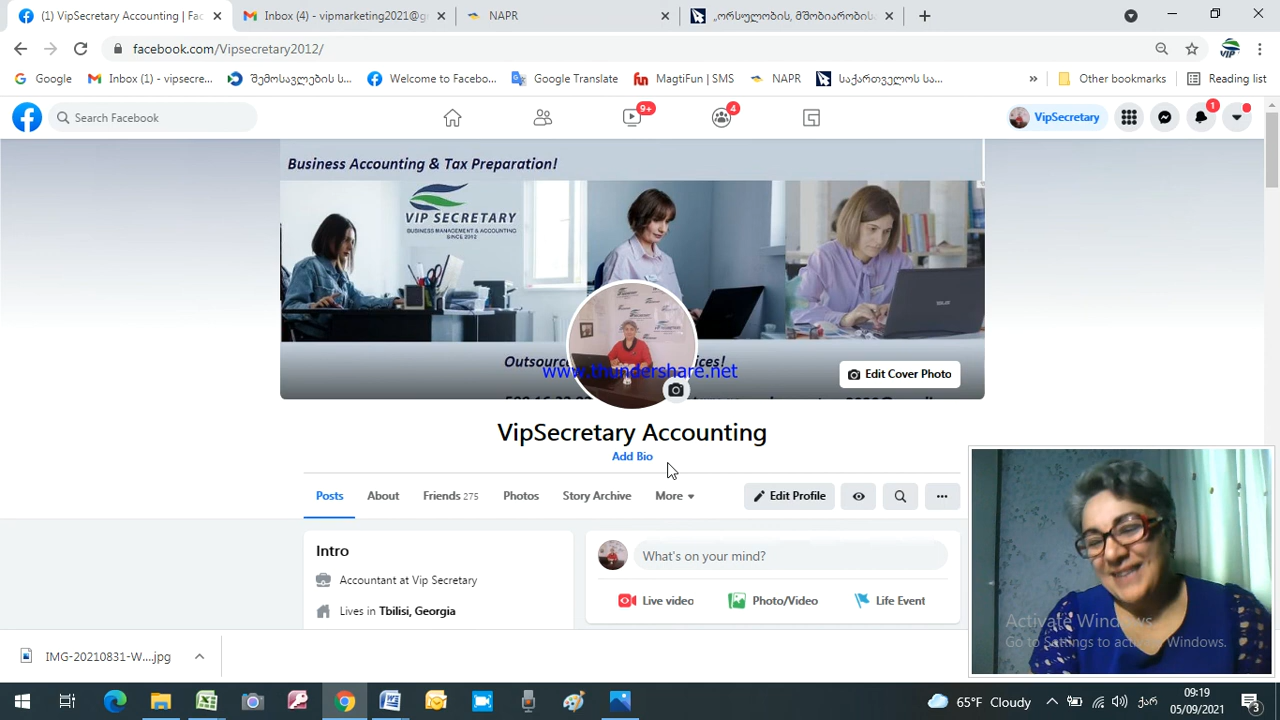 (1) VipSecretary Accounting | Fac
Inbox (4) - vipmarketing2021@g
NAPR
„ორსულობის, მშობიარობის
facebook.com/Vipsecretary2012/
Google
Inbox (1) - vipsecre...
შემოსავლების ს...
Welcome to Facebo...
Google Translate
MagtiFun | SMS
NAPR
საქართველოს სა...
Other bookmarks
Reading list
Search Facebook
9+
4
VipSecretary
1
Business Accounting & Tax Preparation!
VIP SECRETARY
BUSINESS MANAGEMENT & ACCOUNTING
SINCE 2012
www.thundershare.net
Edit Cover Photo
VipSecretary Accounting
Add Bio
Posts
About
Friends 275
Photos
Story Archive
More
Edit Profile
Intro
What's on your mind?
Accountant at Vip Secretary
Live video
Photo/Video
Life Event
Lives in Tbilisi, Georgia
Activate Windows
Go to Settings to activate Windows.
IMG-20210831-W....jpg
65°F Cloudy
ქარ
09:19
05/09/2021
3